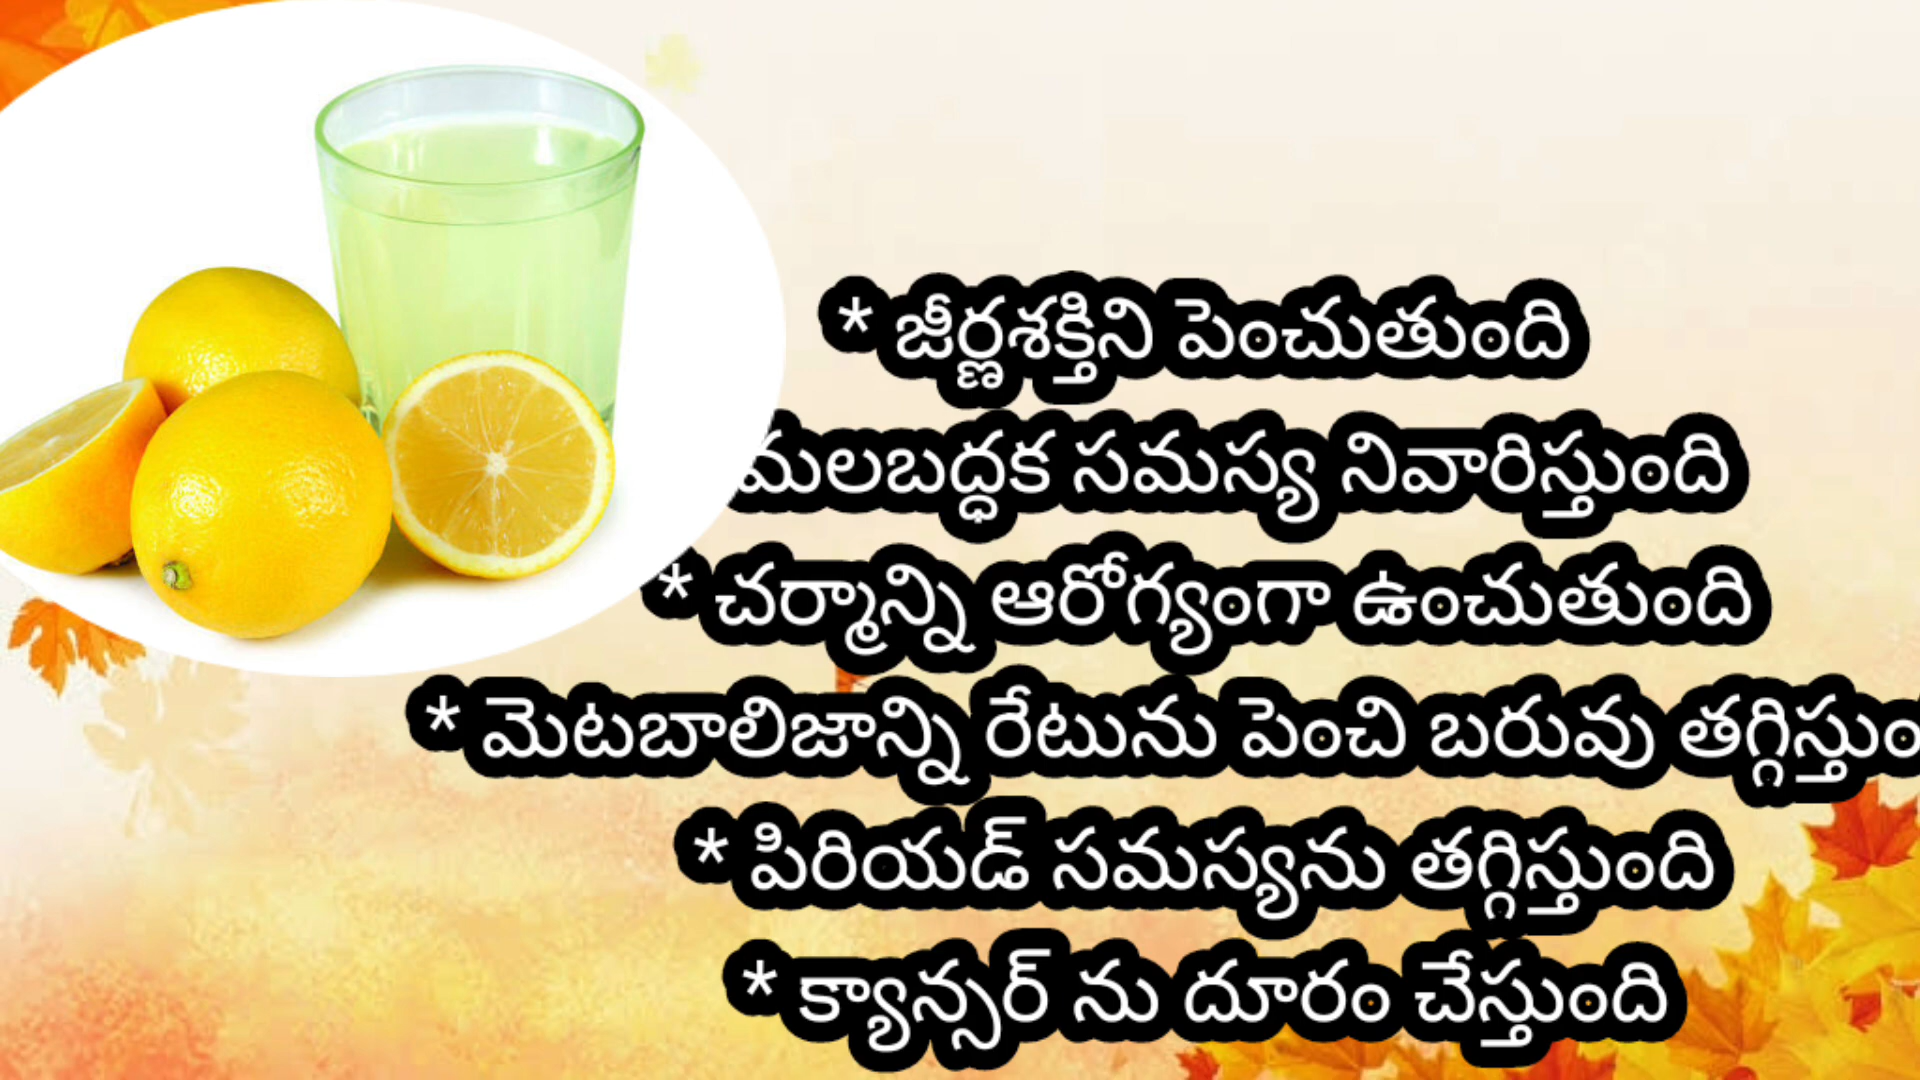 * జీర్ణశక్తిని పెంచుతుంది
మలబద్ధక సమస్య నివారిస్తుంది
* చర్మాన్ని ఆరోగ్యంగా ఉంచుతుంది
* మెటబాలిజాన్ని రేటును పెంచి బరువు తగ్గిస్తుం
* పిరియడ్ సమస్యను తగ్గిస్తుంది
* క్యాన్సర్ ను దూరం చేస్తుంది